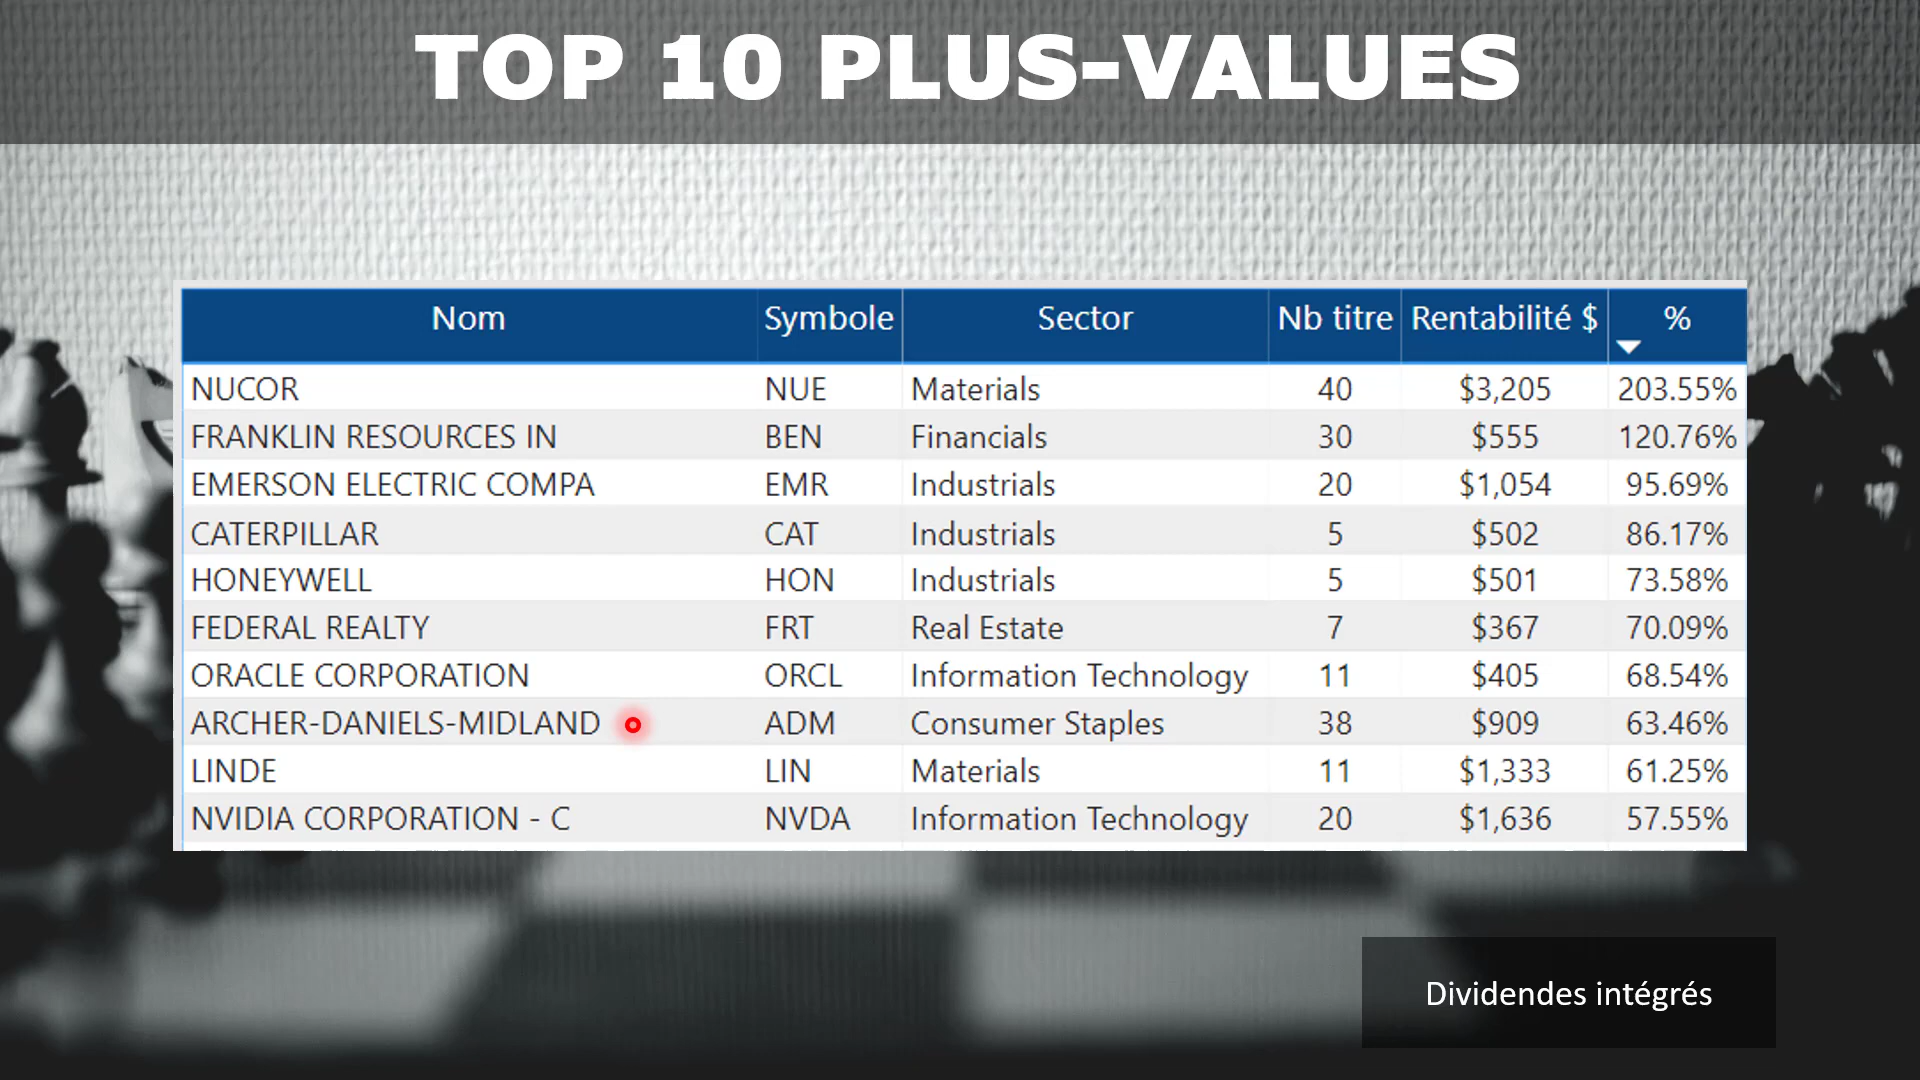 TOP 10 PLUS-VALUES
Nom Symbole Sector Nb titre Rentabilité $ %
NUCOR NUE Materials 40 $3,205 203.55%
FRANKLIN RESOURCES IN BEN Financials 30 $555 120.76%
EMERSON ELECTRIC COMPA EMR Industrials 20 $1,054 95.69%
CATERPILLAR CAT Industrials 5 $502 86.17%
HONEYWELL HON Industrials 5 $501 73.58%
FEDERAL REALTY FRT Real Estate 7 $367 70.09%
ORACLE CORPORATION ORCL Information Technology 11 $405 68.54%
ARCHER-DANIELS-MIDLAND ADM Consumer Staples 38 $909 63.46%
LINDE LIN Materials 11 $1,333 61.25%
NVIDIA CORPORATION - C NVDA Information Technology 20 $1,636 57.55%
Dividendes intégrés